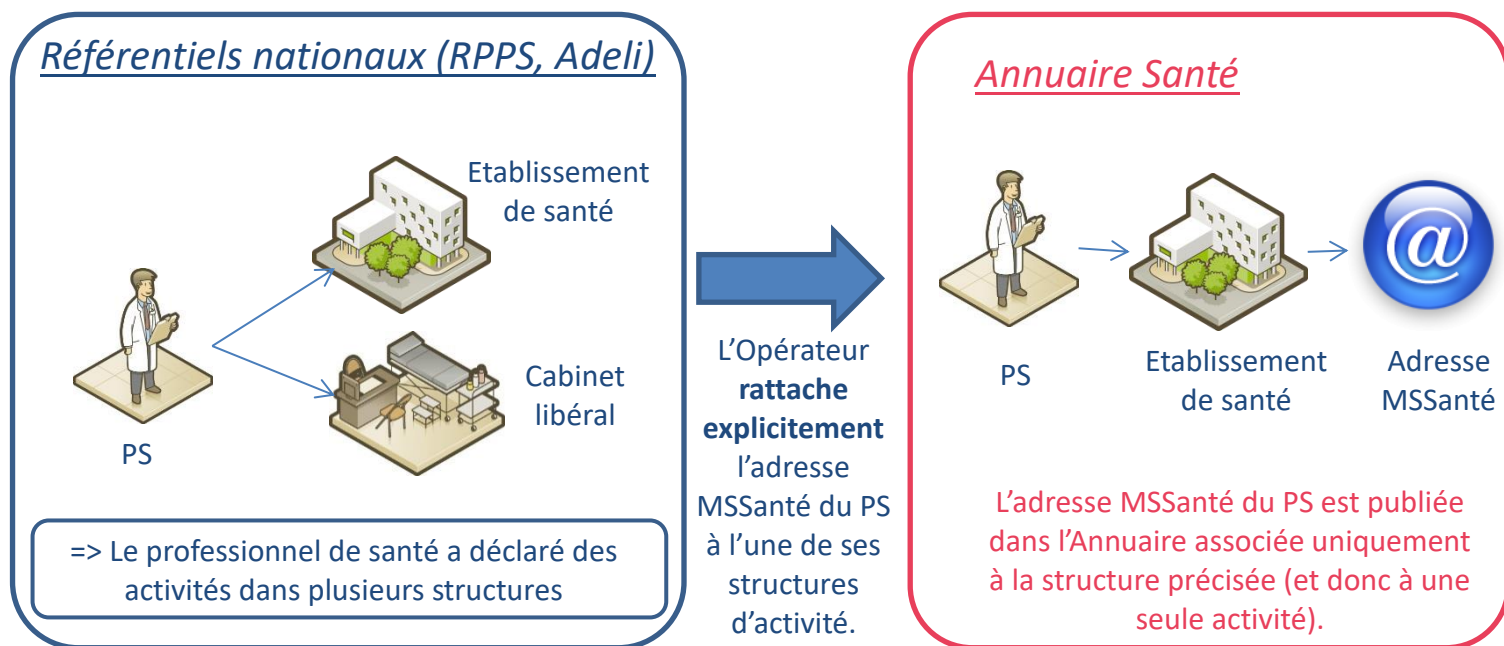 Référentiels nationaux (RPPS, Adeli)
Etablissement
de santé
Cabinet
libéral
PS
=> Le professionnel de santé a déclaré des
activités dans plusieurs structures
L’Opérateur
rattache
explicitement
l’adresse
MSSanté du PS
à l’une de ses
structures
d’activité.
Annuaire Santé
@
PS
Etablissement
de santé
Adresse
MSSanté
L’adresse MSSanté du PS est publiée
dans l’Annuaire associée uniquement
à la structure précisée (et donc à une
seule activité).